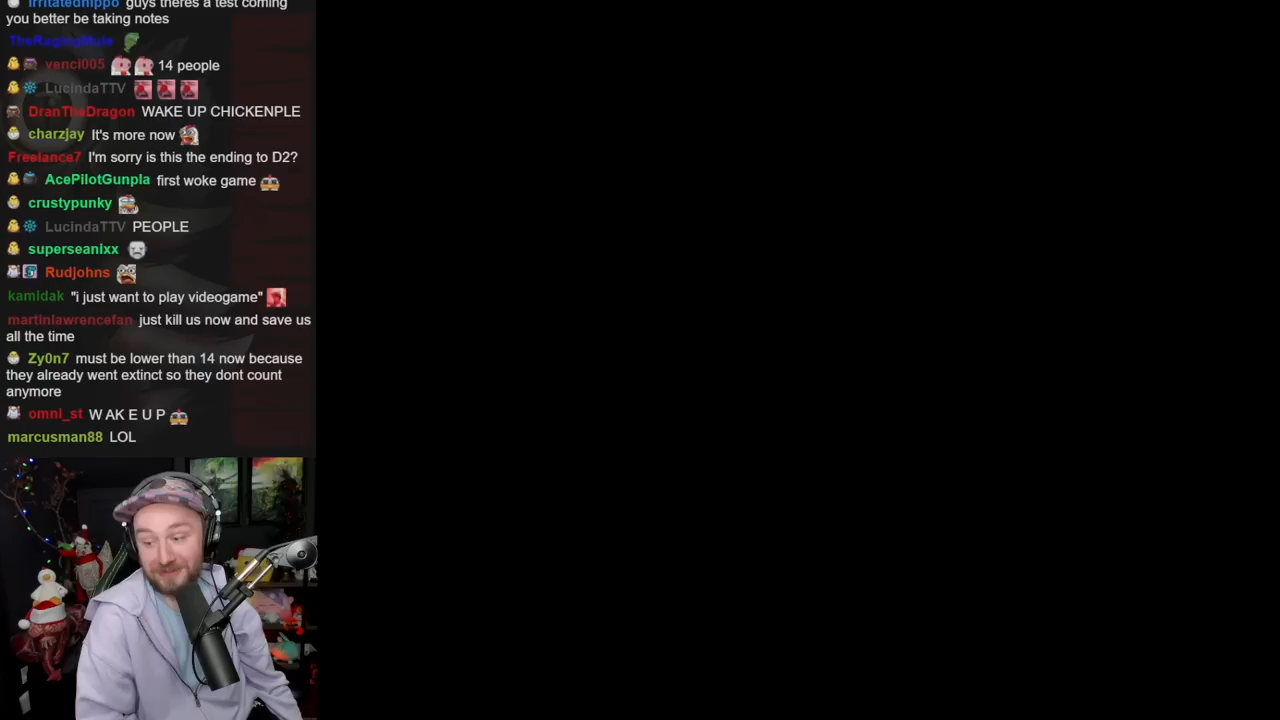 irritatedhippo guys theres a test coming
you better be taking notes
TheRagingMule
venci005 14 people
LucindaTTV
DranTheDragon WAKE UP CHICKENPLE
charzjay It's more now
Freelance7 I'm sorry is this the ending to D2?
AcePilotGunpla first woke game
crustypunky
LucindaTTV PEOPLE
superseanixx
Rudjohns
kamidak "i just want to play videogame"
martinlawrencefan just kill us now and save us
all the time
Zy0n7 must be lower than 14 now because
they already went extinct so they dont count
anymore
omni_st W AK E U P
marcusman88 LOL